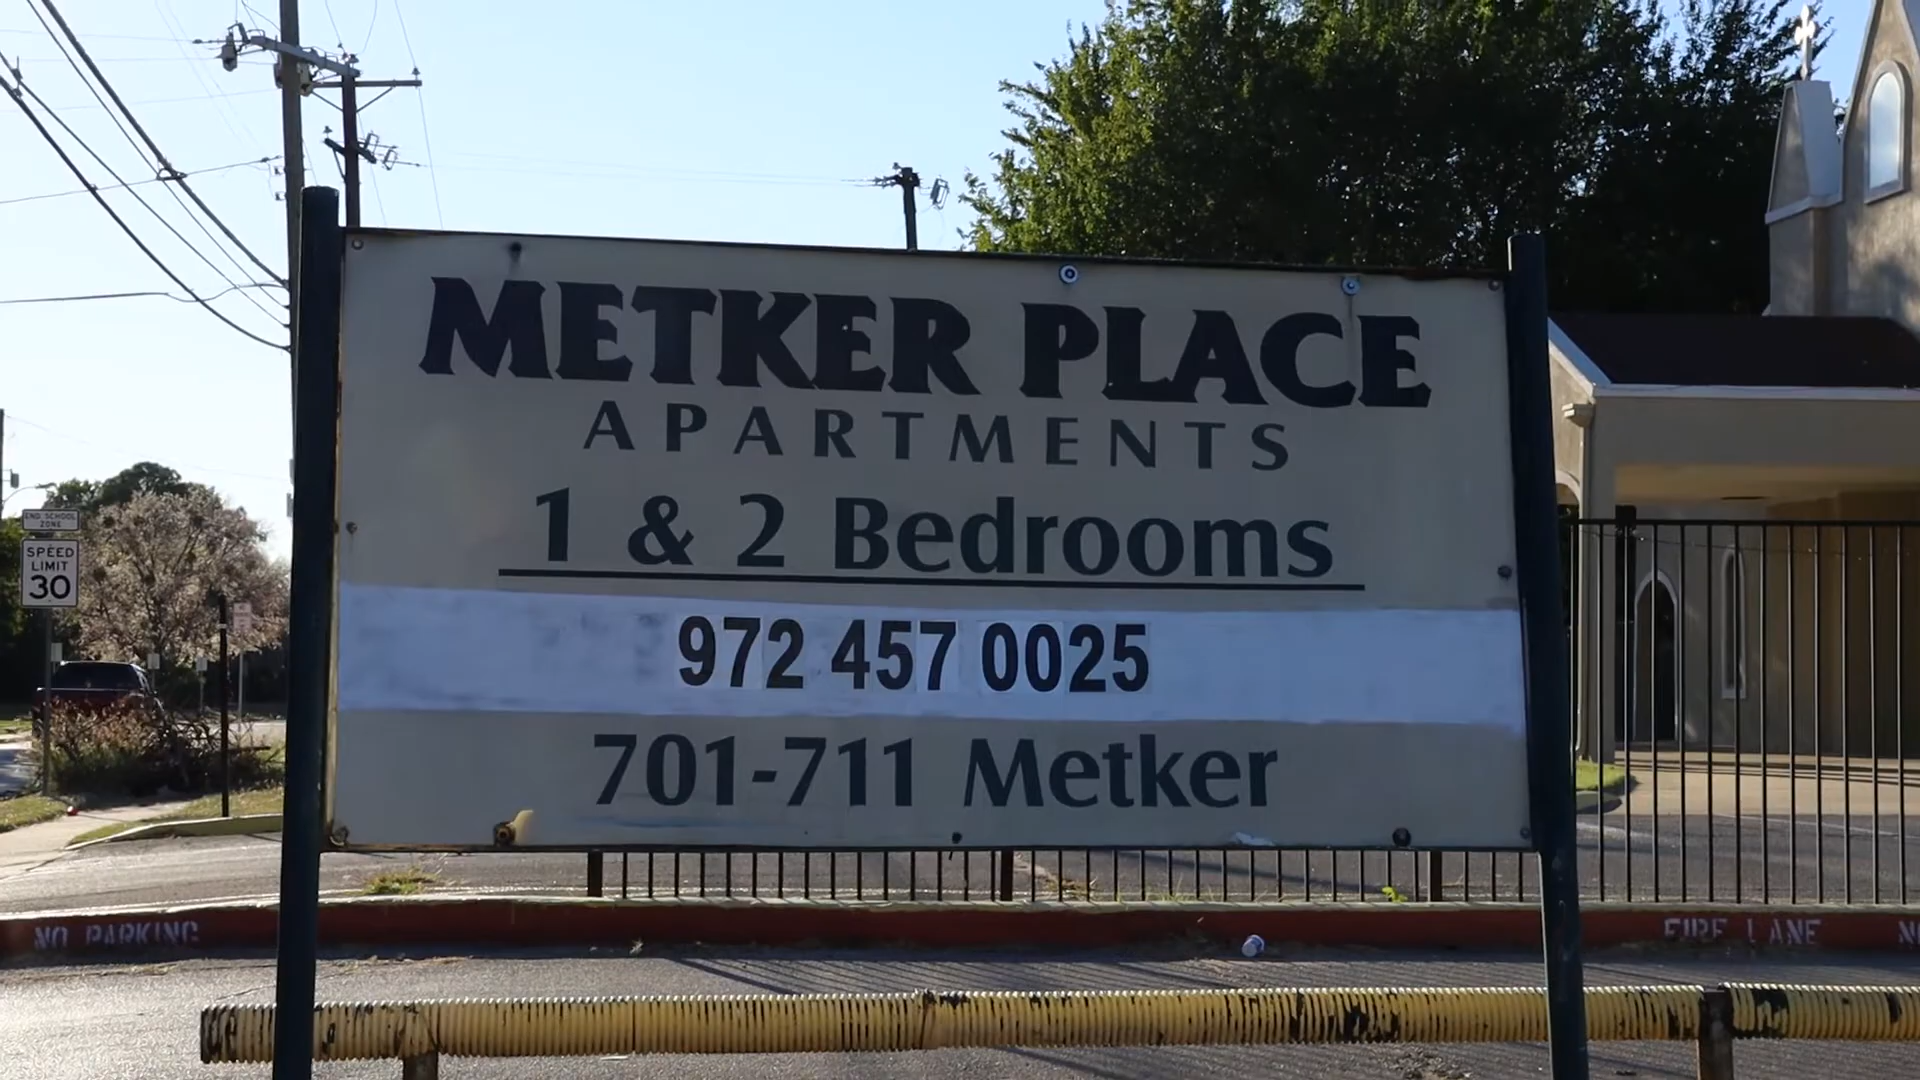 METKER PLACE
APARTMENTS
1 & 2 Bedrooms
972 457 0025
701-711 Metker
END SCHOOL
ZONE
SPEED
LIMIT
30
NO PARKING
FIRE LANE